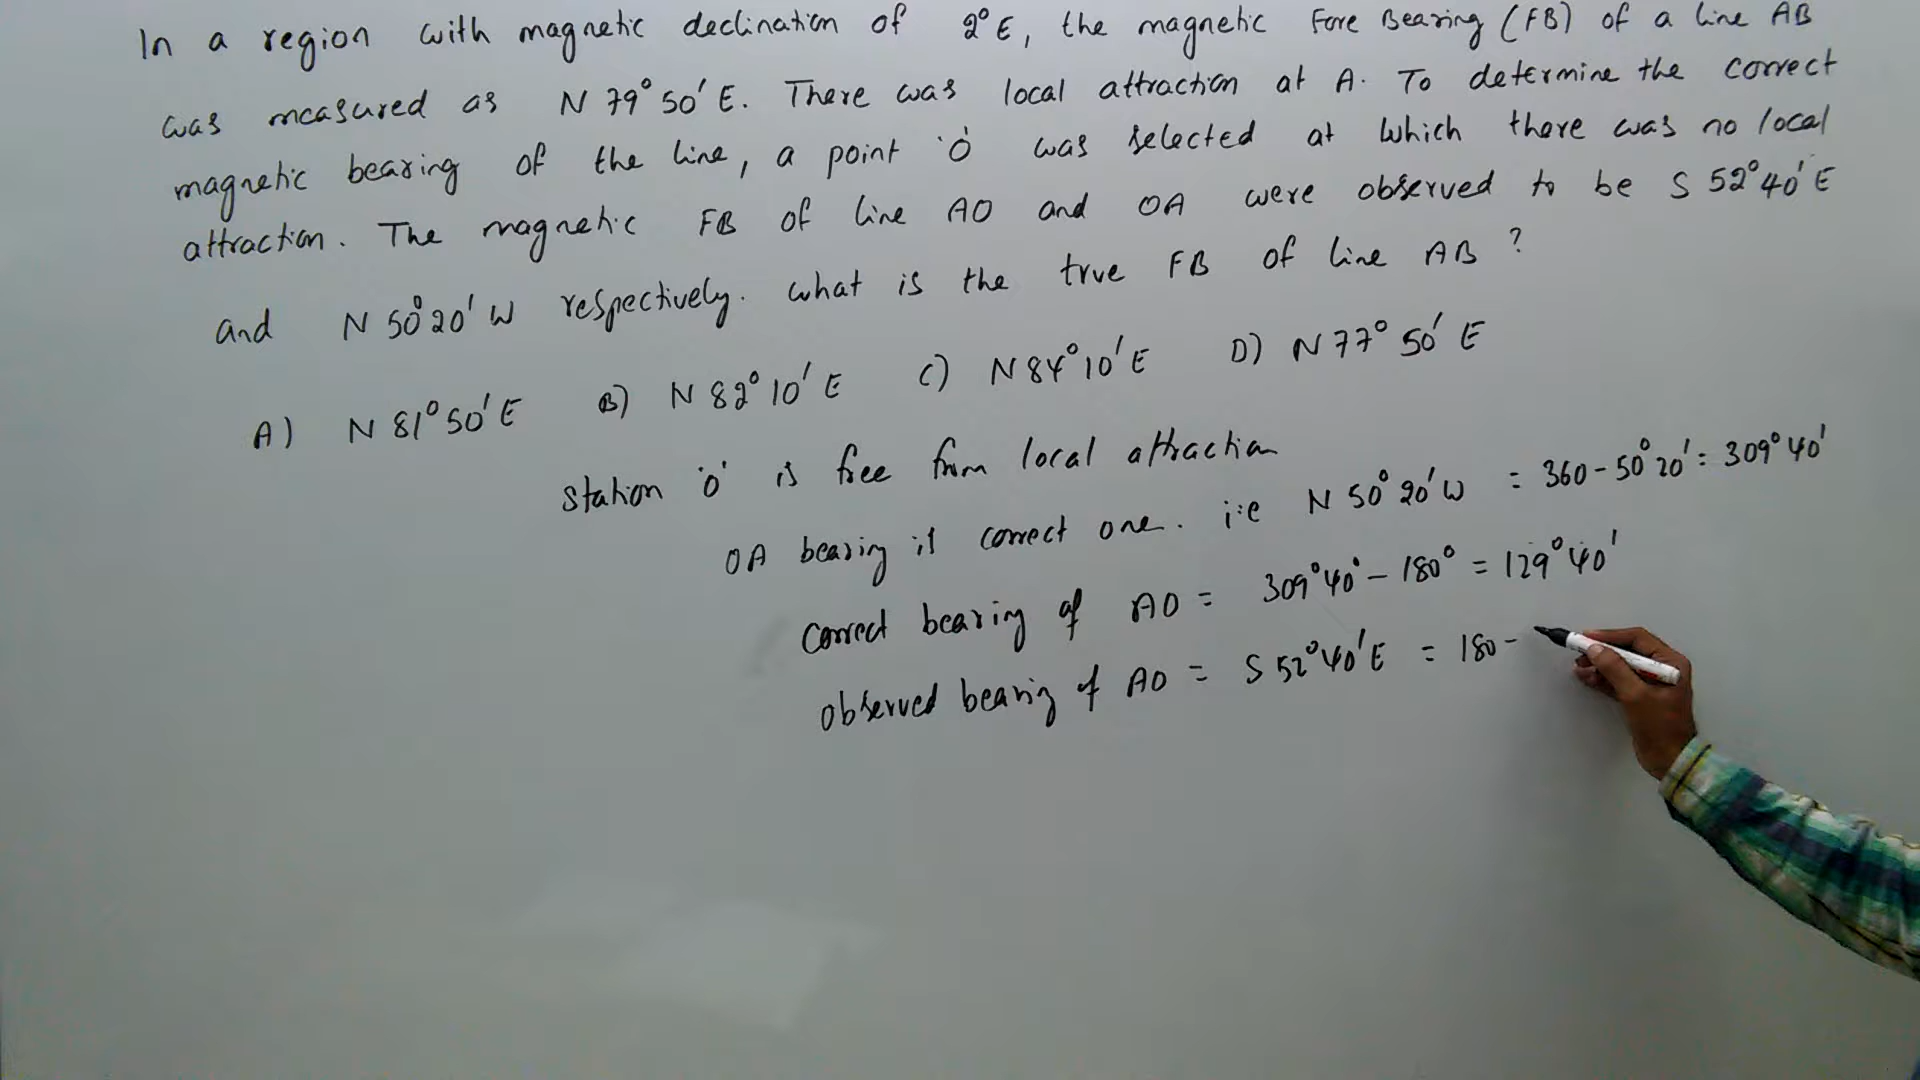 In a region with magnetic declination of 2° E, the magnetic Fore Bearing (FB) of a line AB
was measured as N 79° 50' E. There was local attraction at A. To determine the correct
magnetic bearing of the line, a point 'O' was selected at which there was no local
attraction. The magnetic FB of line AO and OA were observed to be S 52° 40' E
and N 50° 20' W respectively. what is the true FB of line AB ?
A) N 81° 50' E B) N 82° 10' E C) N 84° 10' E D) N 77° 50' E
Station 'O' is free from local attraction
OA bearing is correct one. i:e N 50° 20' W = 360 - 50° 20' = 309° 40'
Correct bearing of AO = 309° 40' - 180° = 129° 40'
Observed bearing of AO = S 52° 40' E = 180 -